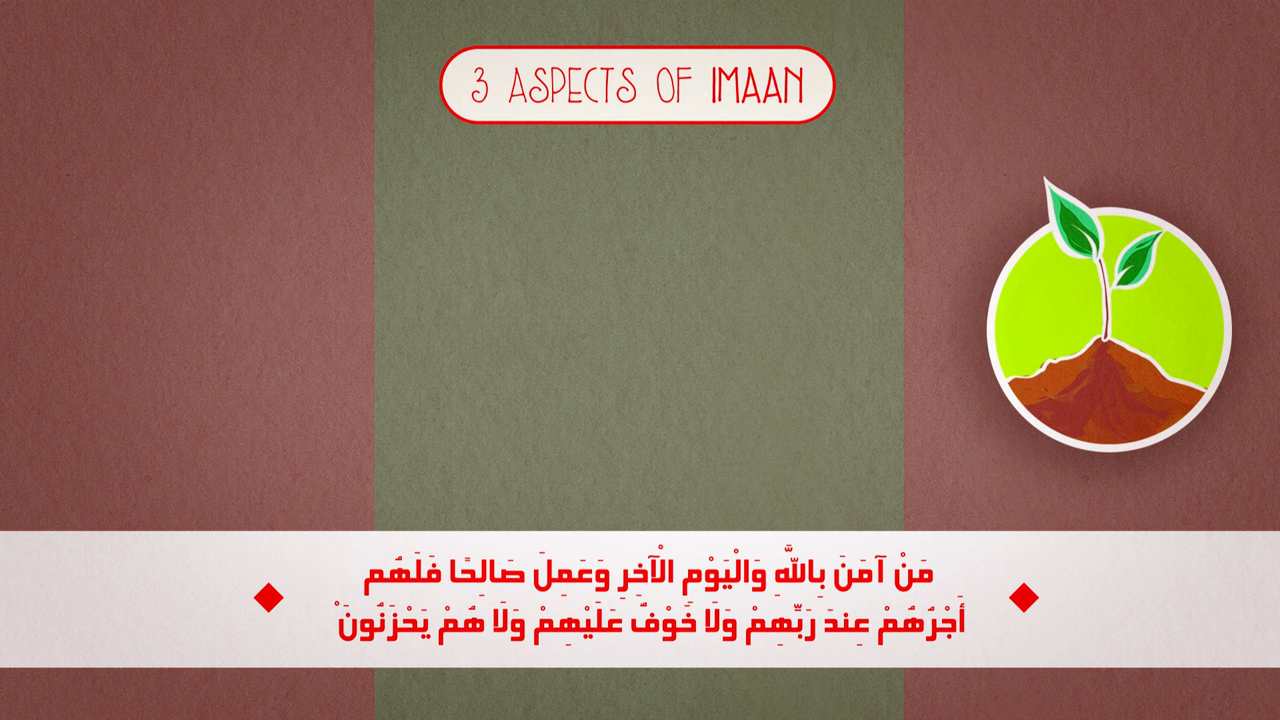 3 ASPECTS OF IMAAN
مَنْ آمَنَ بِاللَّهِ وَالْيَوْمِ الْآخِرِ وَعَمِلَ صَالِحًا فَلَهُم
أَجْرُهُمْ عِندَ رَبِّهِمْ وَلَا خَوْفٌ عَلَيْهِمْ وَلَا هُمْ يَحْزَنُونَْ